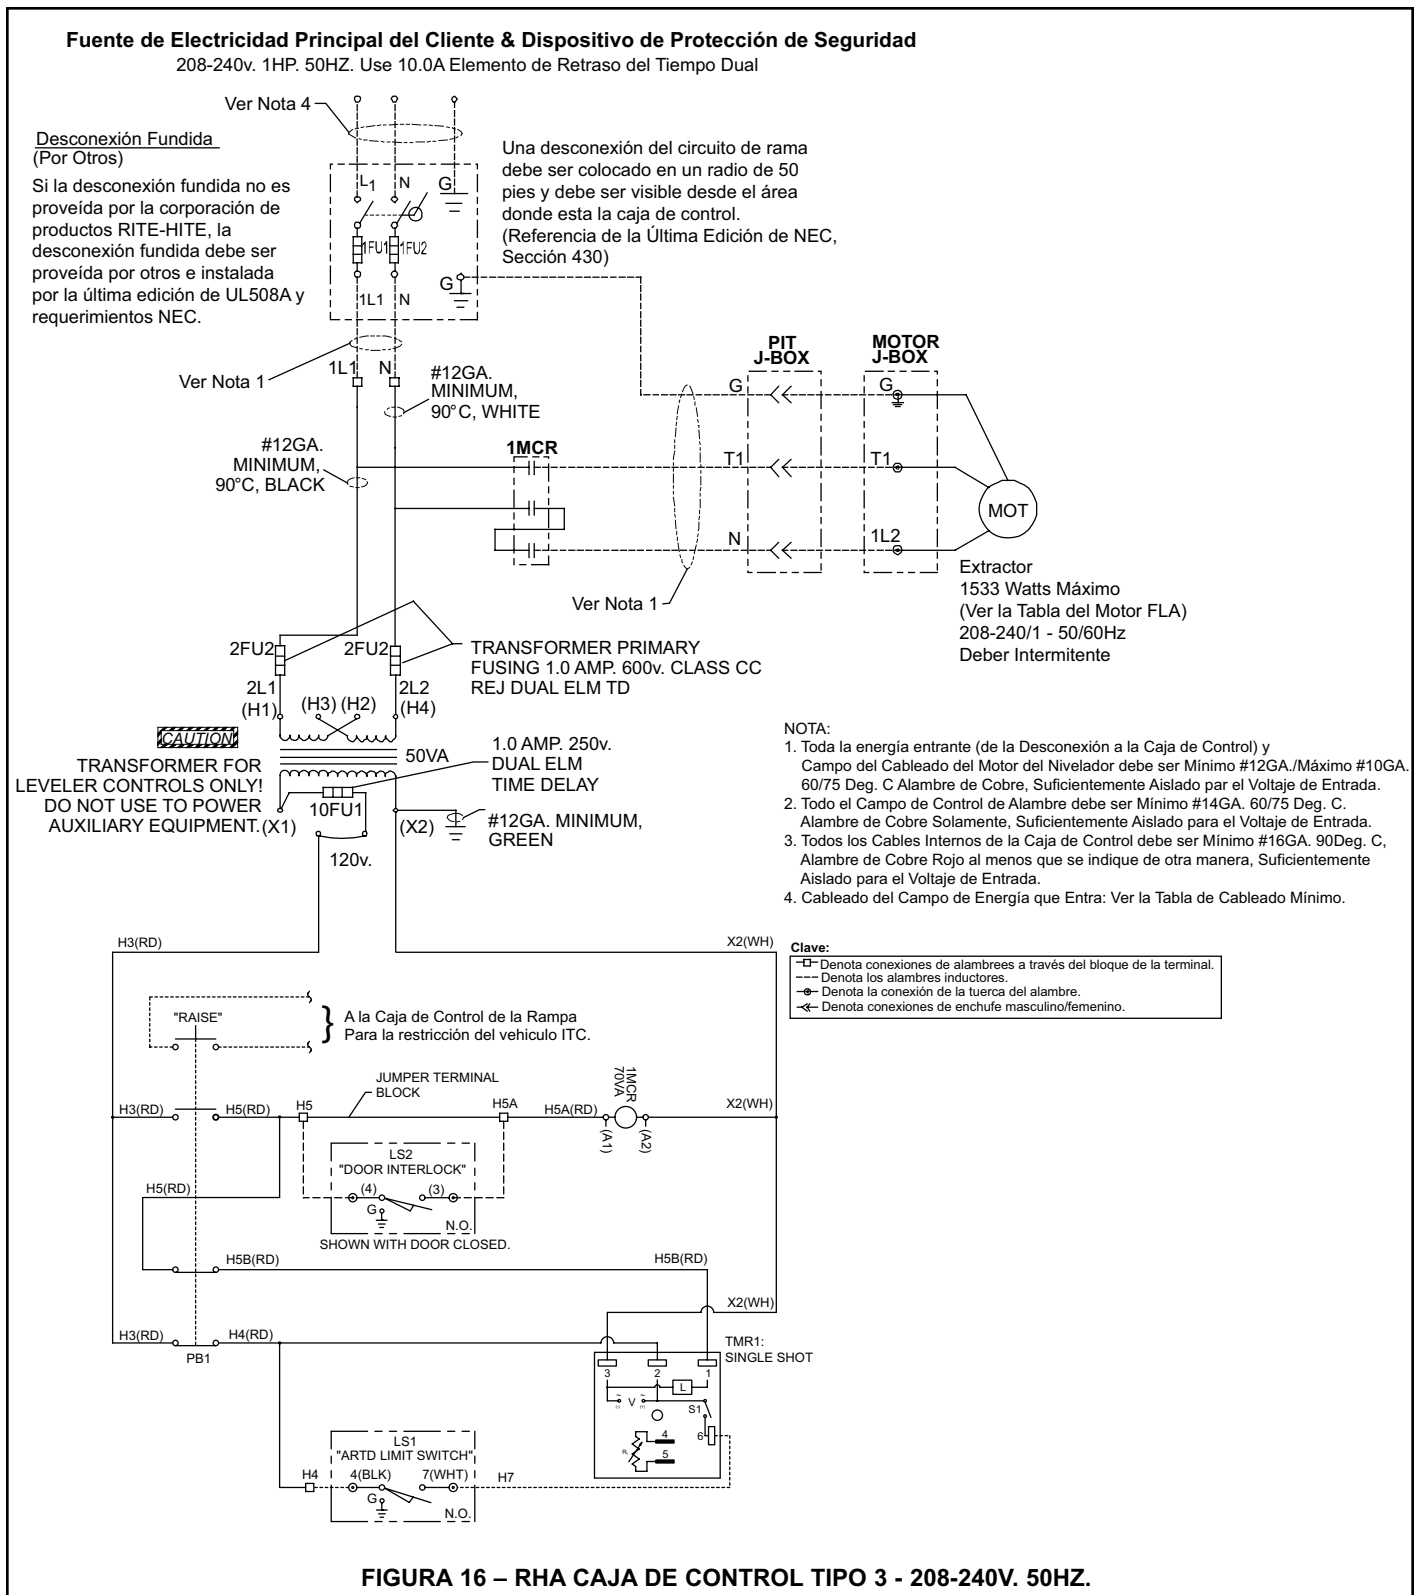 Fuente de Electricidad Principal del Cliente & Dispositivo de Protección de Seguridad
208-240v. 1HP. 50HZ. Use 10.0A Elemento de Retraso del Tiempo Dual
Ver Nota 4
Desconexión Fundida
(Por Otros)
Si la desconexión fundida no es
proveída por la corporación de
productos RITE-HITE, la
desconexión fundida debe ser
proveída por otros e instalada
por la última edición de UL508A y
requerimientos NEC.
Una desconexión del circuito de rama
debe ser colocado en un radio de 50
pies y debe ser visible desde el área
donde esta la caja de control.
(Referencia de la Última Edición de NEC,
Sección 430)
L1 N G
1FU1 1FU2
G
1L1 N
Ver Nota 1
1L1 N
#12GA.
MINIMUM,
90°C, WHITE
#12GA.
MINIMUM,
90°C, BLACK
1MCR
PIT
J-BOX
MOTOR
J-BOX
G G
T1 T1
N 1L2
MOT
Ver Nota 1
Extractor
1533 Watts Máximo
(Ver la Tabla del Motor FLA)
208-240/1 - 50/60Hz
Deber Intermitente
2FU2 2FU2
TRANSFORMER PRIMARY
FUSING 1.0 AMP. 600v. CLASS CC
REJ DUAL ELM TD
2L1 2L2
(H1) (H3) (H2) (H4)
CAUTION
TRANSFORMER FOR
LEVELER CONTROLS ONLY!
DO NOT USE TO POWER
AUXILIARY EQUIPMENT.
50VA
1.0 AMP. 250v.
DUAL ELM
TIME DELAY
10FU1
(X1) (X2)
#12GA. MINIMUM,
GREEN
120v.
NOTA:
1. Toda la energía entrante (de la Desconexión a la Caja de Control) y
Campo del Cableado del Motor del Nivelador debe ser Mínimo #12GA./Máximo #10GA.
60/75 Deg. C Alambre de Cobre, Suficientemente Aislado par el Voltaje de Entrada.
2. Todo el Campo de Control de Alambre debe ser Mínimo #14GA. 60/75 Deg. C.
Alambre de Cobre Solamente, Suficientemente Aislado para el Voltaje de Entrada.
3. Todos los Cables Internos de la Caja de Control debe ser Mínimo #16GA. 90Deg. C,
Alambre de Cobre Rojo al menos que se indique de otra manera, Suficientemente
Aislado para el Voltaje de Entrada.
4. Cableado del Campo de Energía que Entra: Ver la Tabla de Cableado Mínimo.
H3(RD) X2(WH)
Clave:
Denota conexiones de alambrees a través del bloque de la terminal.
Denota los alambres inductores.
Denota la conexión de la tuerca del alambre.
Denota conexiones de enchufe masculino/femenino.
"RAISE"
} A la Caja de Control de la Rampa
Para la restricción del vehiculo ITC.
JUMPER TERMINAL
BLOCK
1MCR
70VA
H3(RD) H5(RD) H5 H5A H5A(RD) X2(WH)
(A1) (A2)
LS2
"DOOR INTERLOCK"
(4) (3)
G
N.O.
SHOWN WITH DOOR CLOSED.
H5(RD)
H5B(RD) H5B(RD)
X2(WH)
H3(RD) H4(RD)
PB1
TMR1:
SINGLE SHOT
3 2 1
L
V
S1
6
4
5
LS1
"ARTD LIMIT SWITCH"
H4 4(BLK) 7(WHT) H7
G
N.O.
FIGURA 16 – RHA CAJA DE CONTROL TIPO 3 - 208-240V. 50HZ.